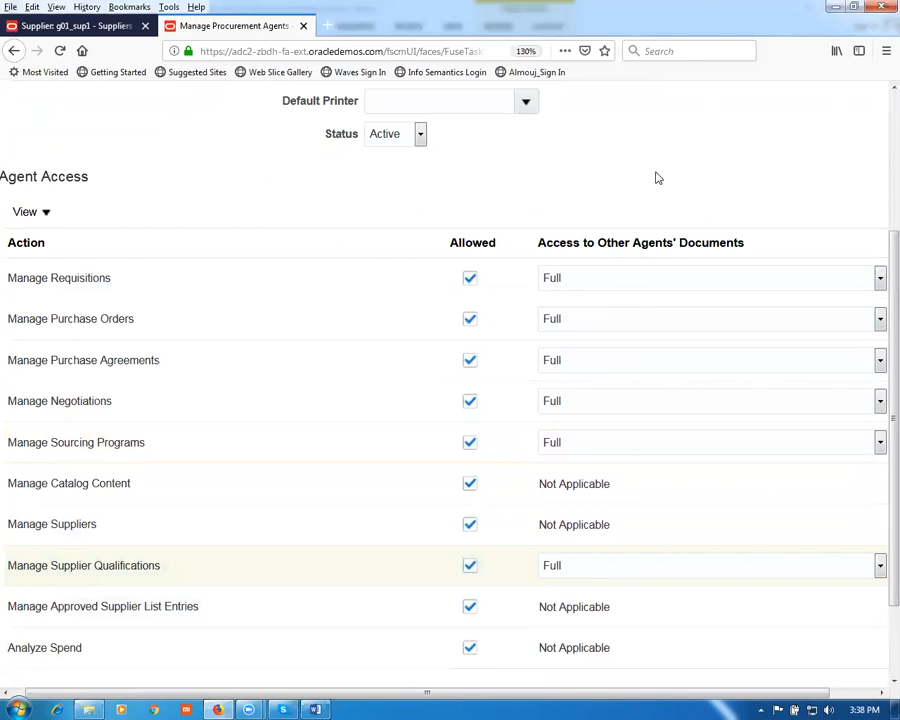 File Edit View History Bookmarks Tools Help
Supplier: g01_sup1 - Suppliers × Manage Procurement Agents × +
https://adc2-zbdh-fa-ext.oracledemos.com/fscmUI/faces/FuseTask 130% Search
Most Visited Getting Started Suggested Sites Web Slice Gallery Waves Sign In Info Semantics Login Almouj_Sign In
Default Printer
Status Active
Agent Access
View
Action Allowed Access to Other Agents' Documents
Manage Requisitions Full
Manage Purchase Orders Full
Manage Purchase Agreements Full
Manage Negotiations Full
Manage Sourcing Programs Full
Manage Catalog Content Not Applicable
Manage Suppliers Not Applicable
Manage Supplier Qualifications Full
Manage Approved Supplier List Entries Not Applicable
Analyze Spend Not Applicable
3:38 PM